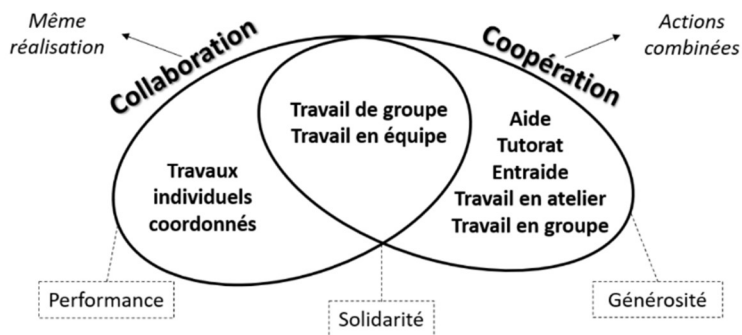 Même
réalisation
Collaboration
Coopération
Actions
combinées
Travail de groupe
Travail en équipe
Travaux
individuels
coordonnés
Aide
Tutorat
Entraide
Travail en atelier
Travail en groupe
Performance
Solidarité
Générosité